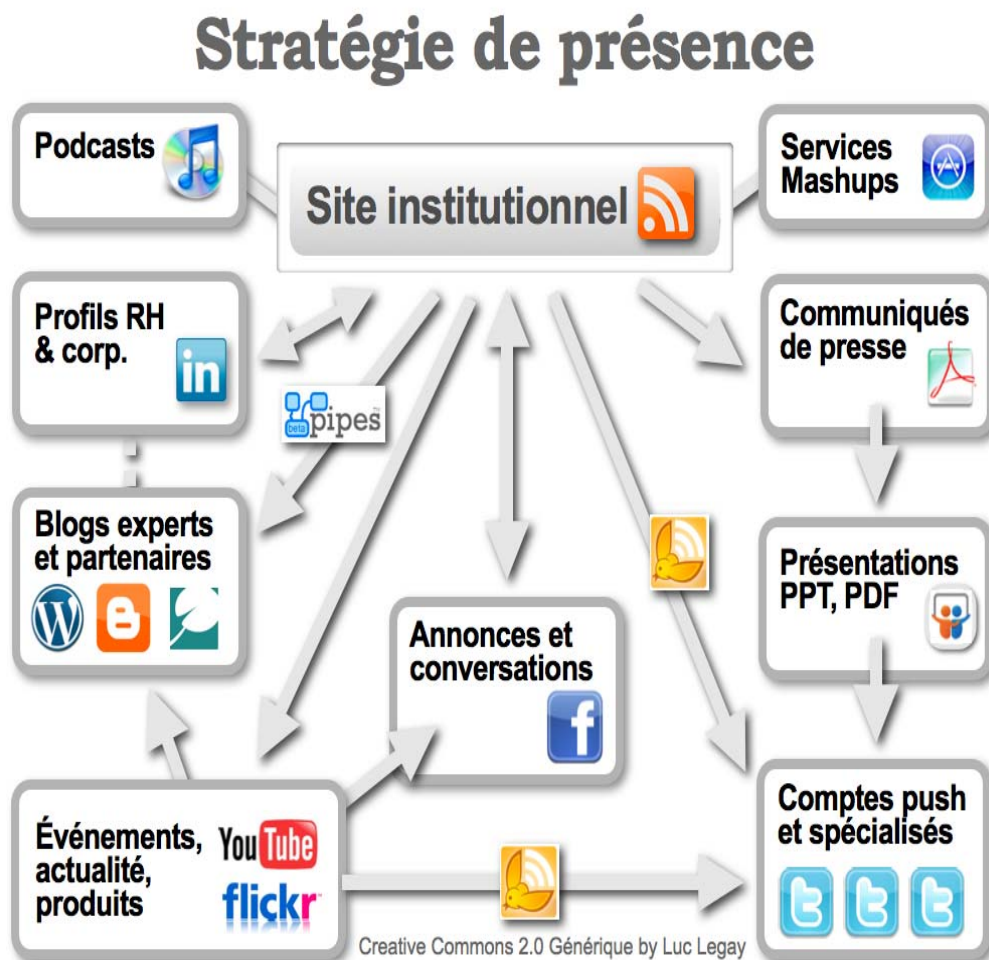 Stratégie de présence
Podcasts
Site institutionnel
Services
Mashups
Profils RH
& corp.
in
Communiqués
de presse
beta
pipes
Blogs experts
et partenaires
Présentations
PPT, PDF
Annonces et
conversations
f
Événements,
actualité,
produits
YouTube
flickr
Comptes push
et spécialisés
t t t
Creative Commons 2.0 Générique by Luc Legay